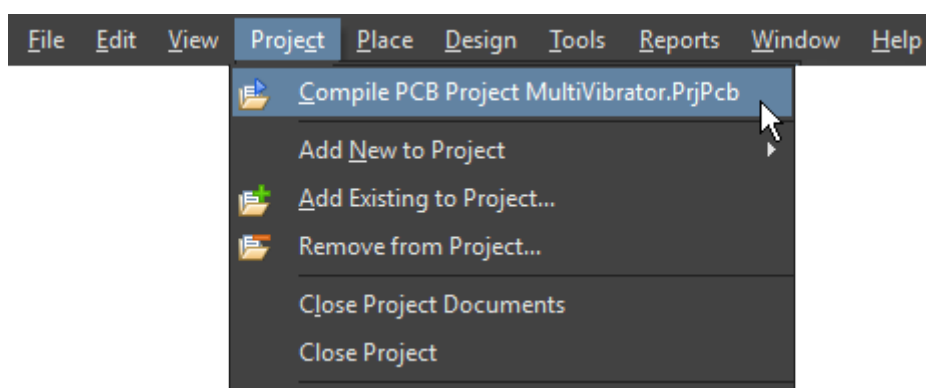 File Edit View Project Place Design Tools Reports Window Help
Compile PCB Project MultiVibrator.PrjPcb
Add New to Project
Add Existing to Project...
Remove from Project...
Close Project Documents
Close Project